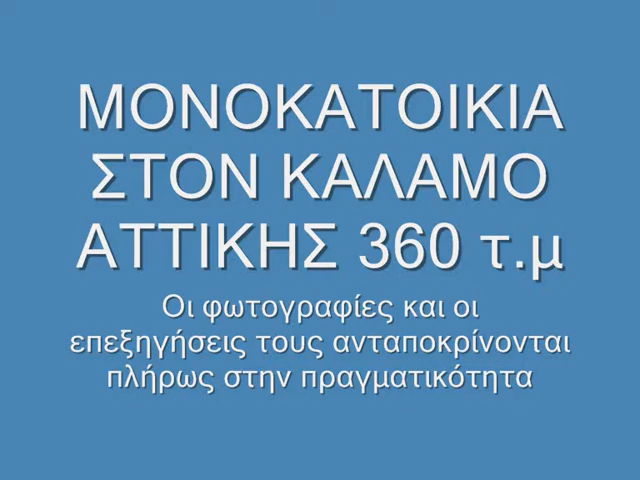 ΜΟΝΟΚΑΤΟΙΚΙΑ
ΣΤΟΝ ΚΑΛΑΜΟ
ΑΤΤΙΚΗΣ 360 τ.μ
Οι φωτογραφίες και οι
επεξηγήσεις τους ανταποκρίνονται
πλήρως στην πραγματικότητα